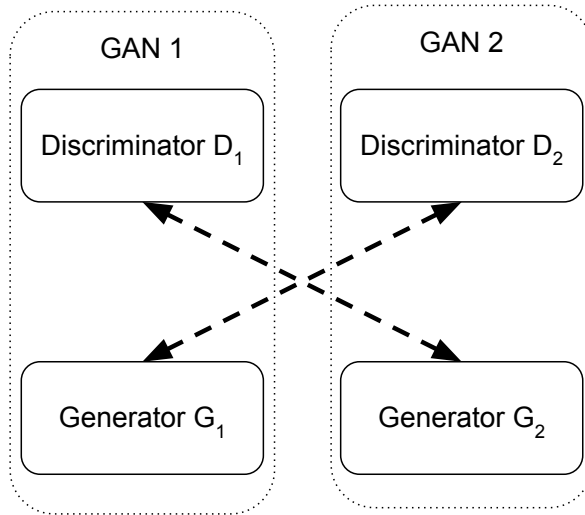 GAN 1
GAN 2
Discriminator D₁
Discriminator D₂
Generator G₁
Generator G₂